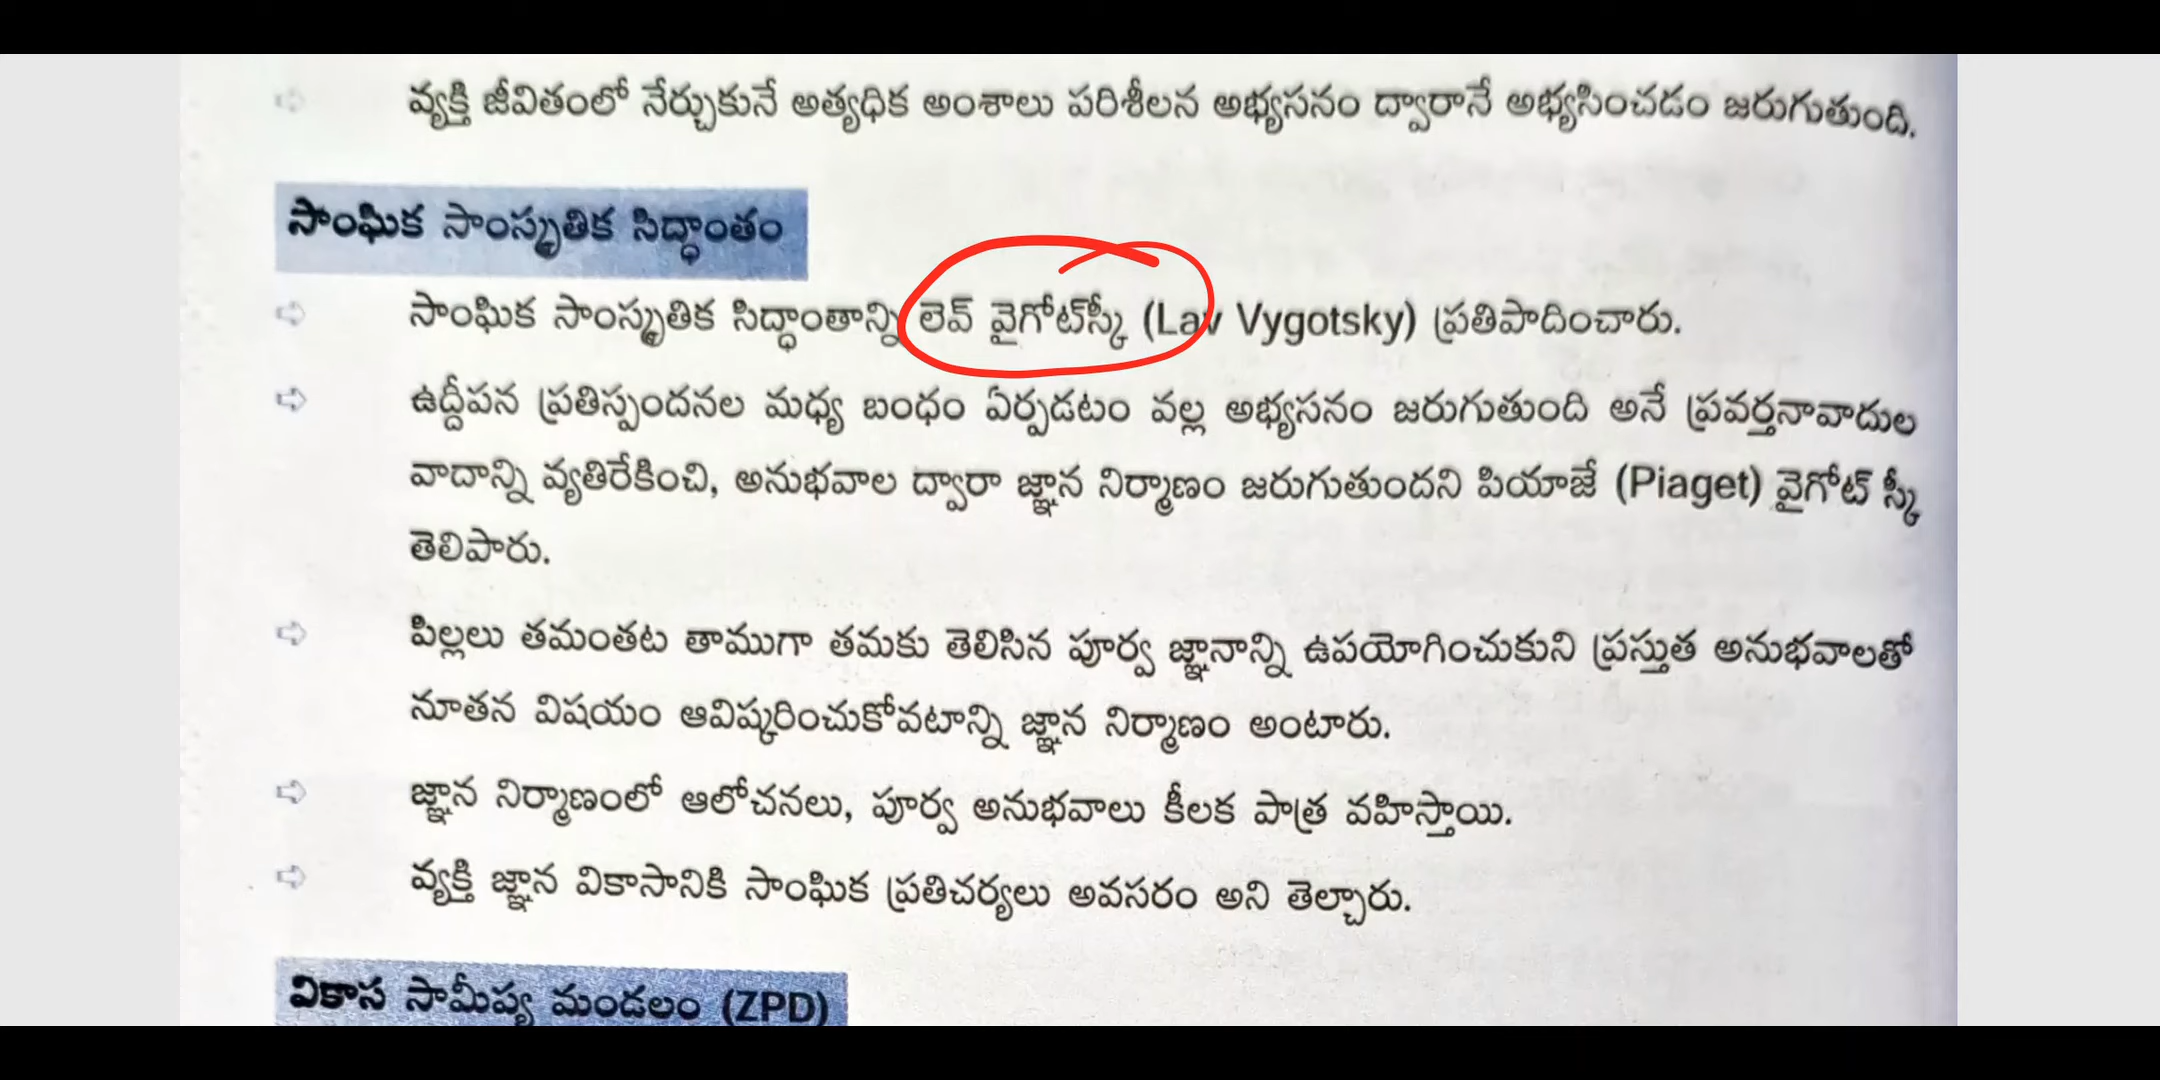 వ్యక్తి జీవితంలో నేర్చుకునే అత్యధిక అంశాలు పరిశీలన అభ్యసనం ద్వారానే అభ్యసించడం జరుగుతుంది.
సాంఘిక సాంస్కృతిక సిద్ధాంతం
సాంఘిక సాంస్కృతిక సిద్ధాంతాన్ని లెవ్ వైగోట్‌స్కీ (Lav Vygotsky) ప్రతిపాదించారు.
ఉద్దీపన ప్రతిస్పందనల మధ్య బంధం ఏర్పడటం వల్ల అభ్యసనం జరుగుతుంది అనే ప్రవర్తనావాదుల
వాదాన్ని వ్యతిరేకించి, అనుభవాల ద్వారా జ్ఞాన నిర్మాణం జరుగుతుందని పియాజే (Piaget) వైగోట్ స్కీ
తెలిపారు.
పిల్లలు తమంతట తాముగా తమకు తెలిసిన పూర్వ జ్ఞానాన్ని ఉపయోగించుకుని ప్రస్తుత అనుభవాలతో
నూతన విషయం ఆవిష్కరించుకోవటాన్ని జ్ఞాన నిర్మాణం అంటారు.
జ్ఞాన నిర్మాణంలో ఆలోచనలు, పూర్వ అనుభవాలు కీలక పాత్ర వహిస్తాయి.
వ్యక్తి జ్ఞాన వికాసానికి సాంఘిక ప్రతిచర్యలు అవసరం అని తెల్చారు.
వికాస సామీప్య మండలం (ZPD)